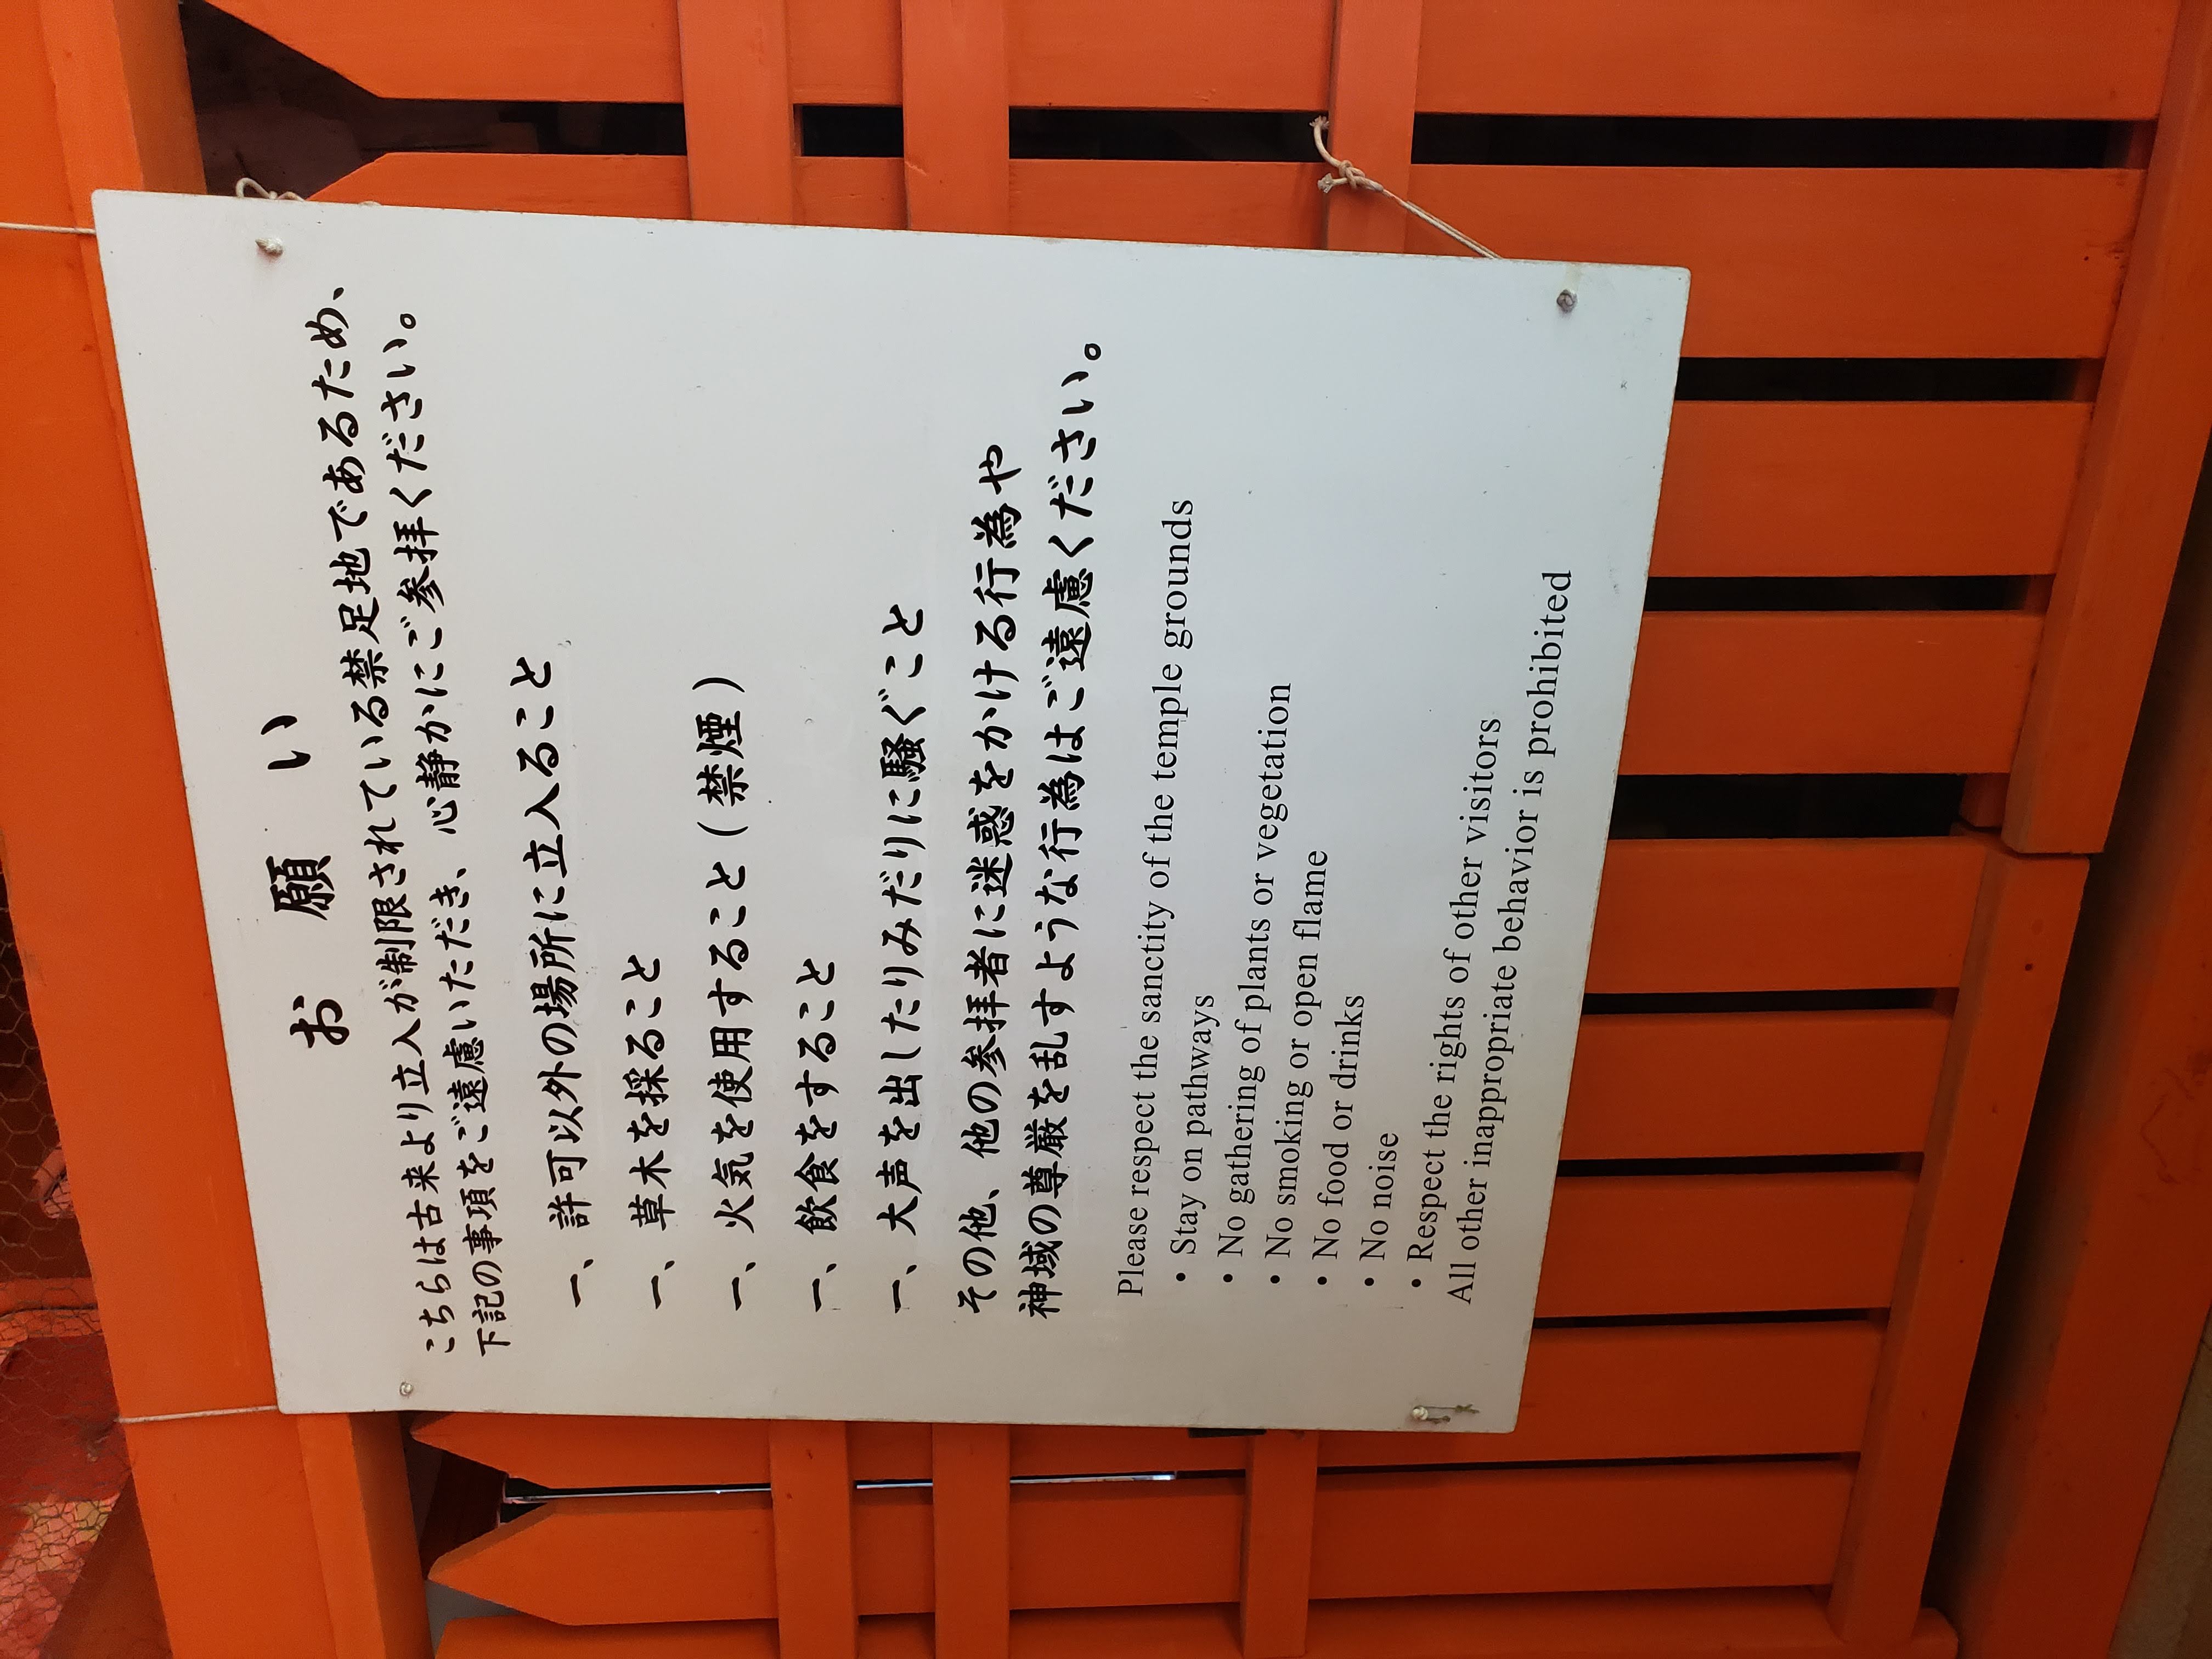 お願い
こちらは古来より立入が制限されている禁足地であるため、
下記の事項をご遠慮いただき、心静かにご参拝ください。
一、許可以外の場所に立入ること
一、草木を採ること
一、火気を使用すること（禁煙）
一、飲食をすること
一、大声を出したりみだりに騒ぐこと
その他、他の参拝者に迷惑をかける行為や
神域の尊厳を乱すような行為はご遠慮ください。
Please respect the sanctity of the temple grounds
• Stay on pathways
• No gathering of plants or vegetation
• No smoking or open flame
• No food or drinks
• No noise
• Respect the rights of other visitors
All other inappropriate behavior is prohibited